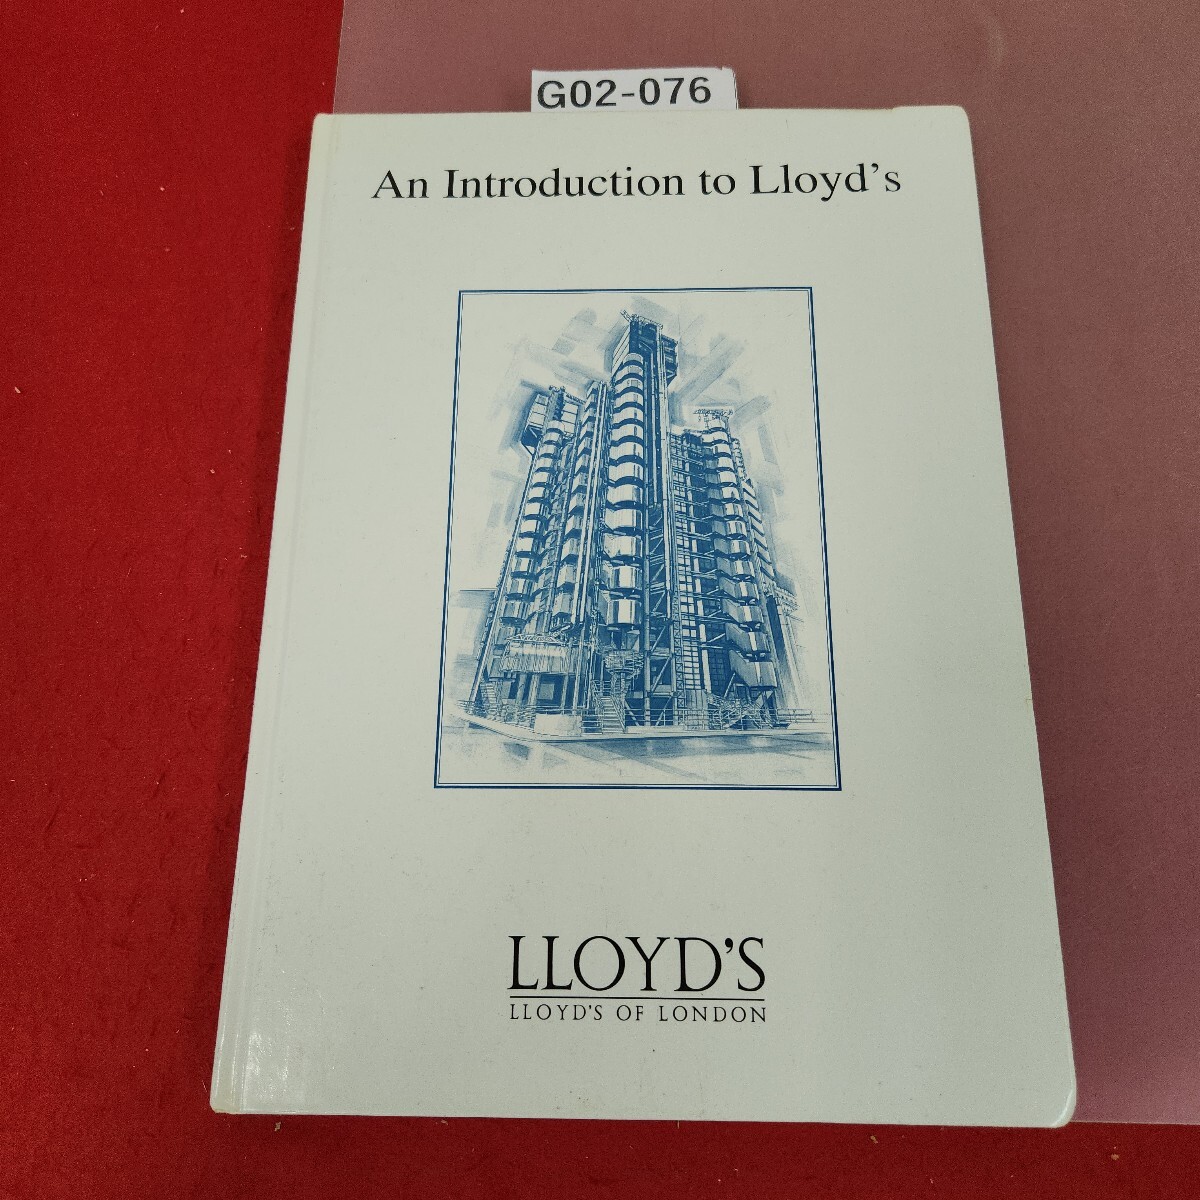 G02-076
An Introduction to Lloyd's
LLOYD'S
LLOYD'S OF LONDON